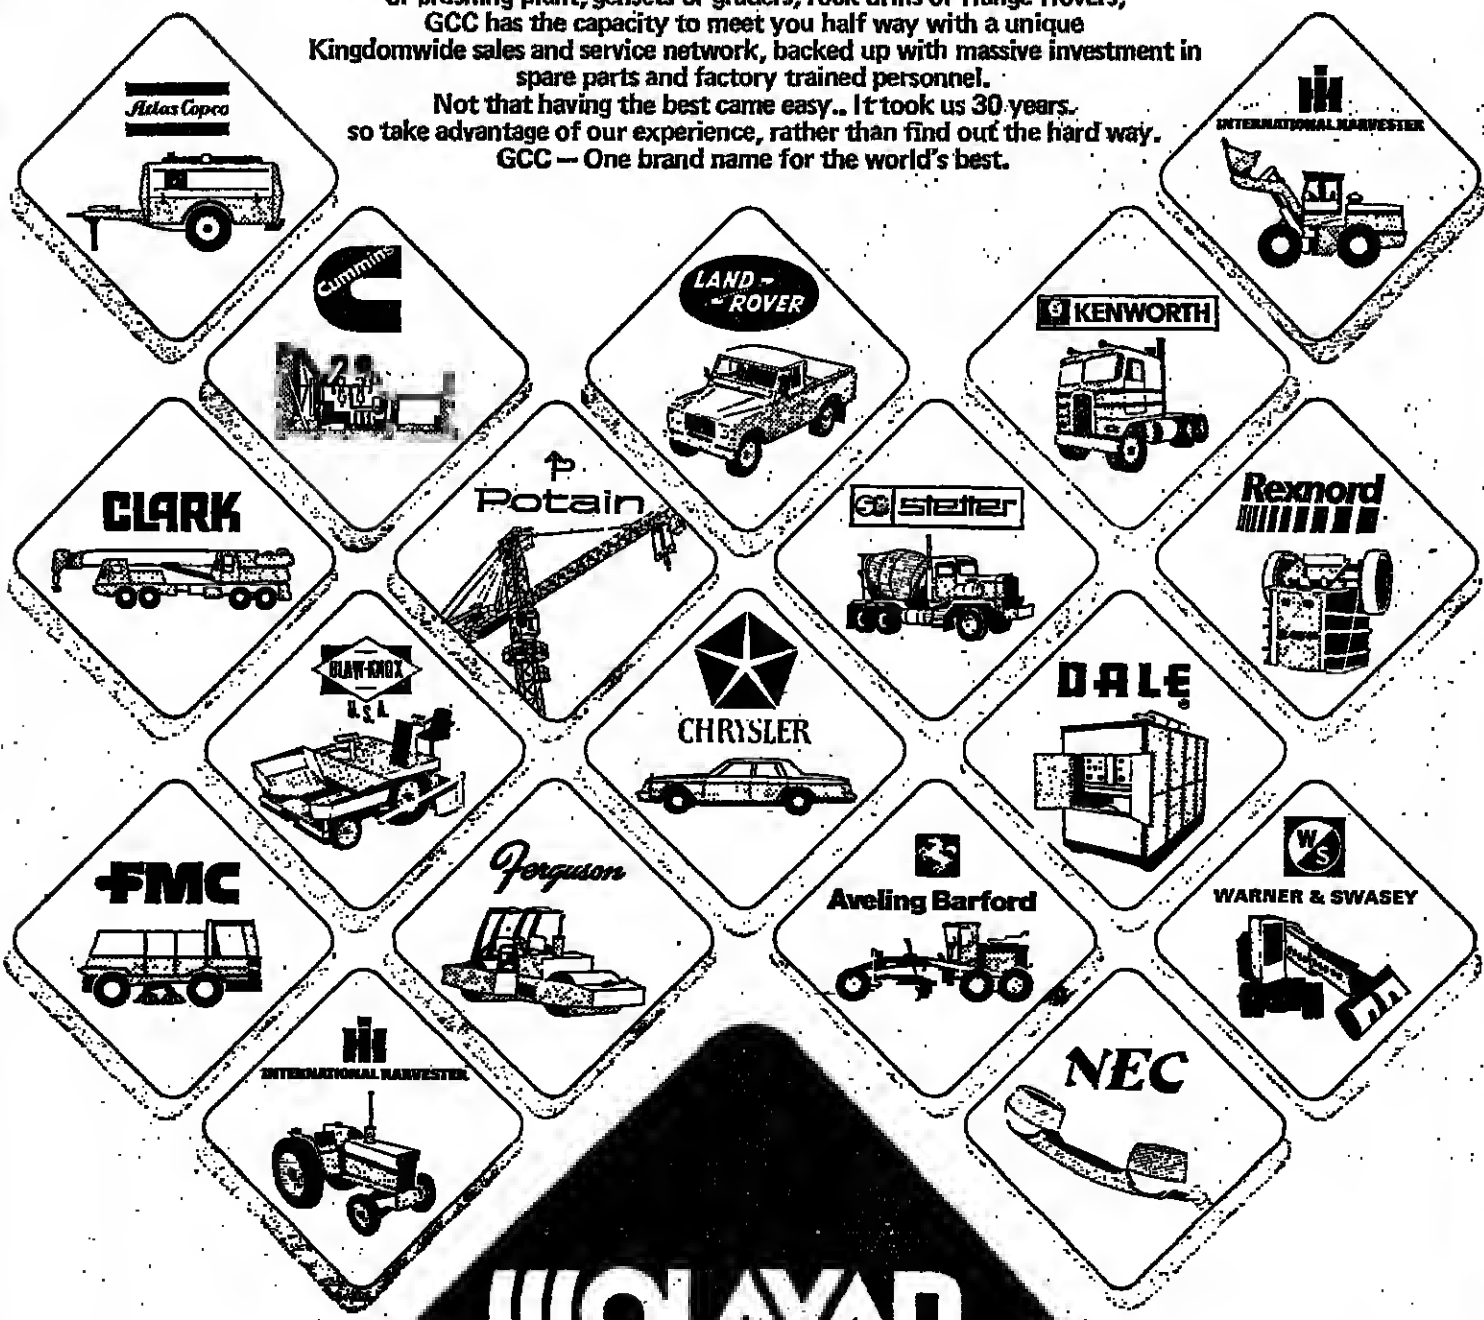 GCC has the capacity to meet you half way with a unique
Kingdomwide sales and service network, backed up with massive investment in
spare parts and factory trained personnel.
Not that having the best came easy.. It took us 30 years.
so take advantage of our experience, rather than find out the hard way.
GCC — One brand name for the world's best.
Atlas Copco
INTERNATIONAL HARVESTER
Cummins
LAND-
-ROVER
KENWORTH
CLARK
Potain
stetter
Rexnord
BLAW-KNOX
U.S.A.
CHRYSLER
DALE
FMC
Ferguson
Aveling Barford
W
S
WARNER & SWASEY
INTERNATIONAL HARVESTER
NEC
OLAYAN